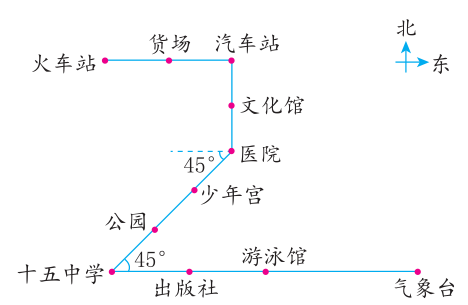 北
货场 汽车站
火车站 东
文化馆
医院
45°
少年宫
公园
45°
十五中学
游泳馆
出版社 气象台